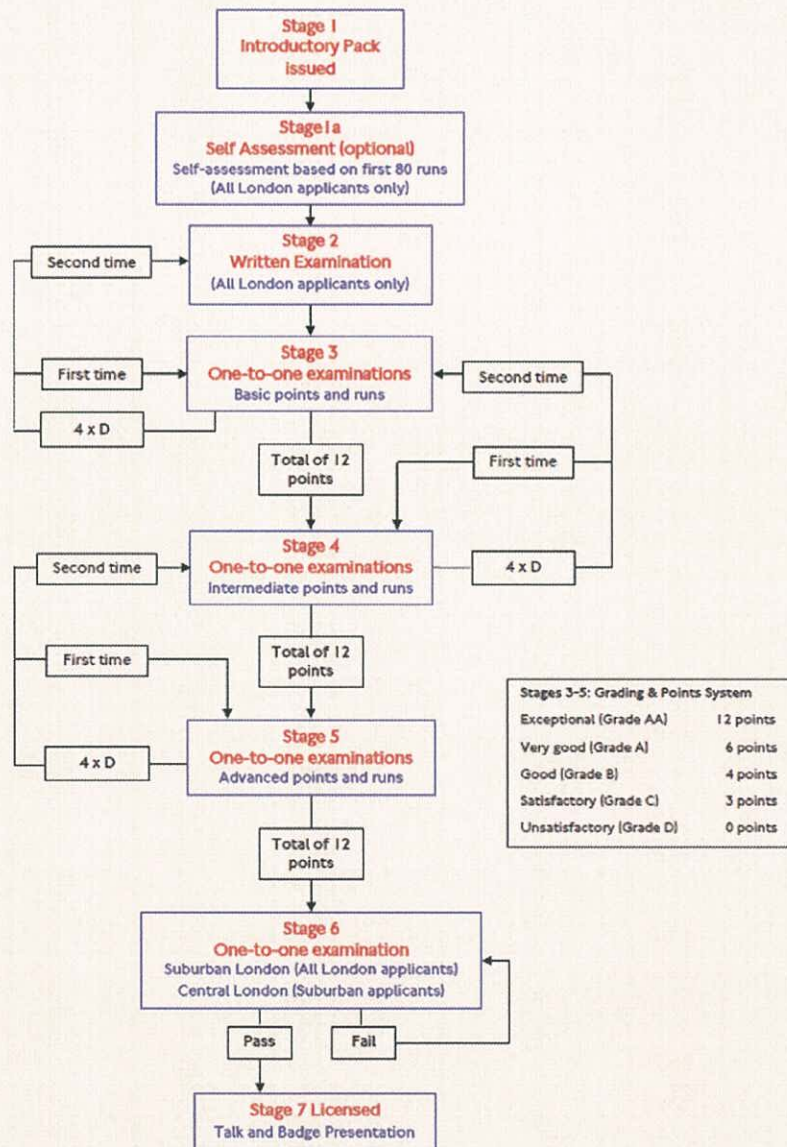 Stage 1
Introductory Pack
issued
Stage1a
Self Assessment (optional)
Self-assessment based on first 80 runs
(All London applicants only)
Stage 2
Written Examination
(All London applicants only)
Second time
Stage 3
One-to-one examinations
Basic points and runs
First time
Second time
4 x D
Total of 12
points
First time
Stage 4
One-to-one examinations
Intermediate points and runs
Second time
4 x D
Total of 12
points
First time
Stage 5
One-to-one examinations
Advanced points and runs
4 x D
Stages 3-5: Grading & Points System
Exceptional (Grade AA) 12 points
Very good (Grade A) 6 points
Good (Grade B) 4 points
Satisfactory (Grade C) 3 points
Unsatisfactory (Grade D) 0 points
Total of 12
points
Stage 6
One-to-one examination
Suburban London (All London applicants)
Central London (Suburban applicants)
Pass
Fail
Stage 7 Licensed
Talk and Badge Presentation